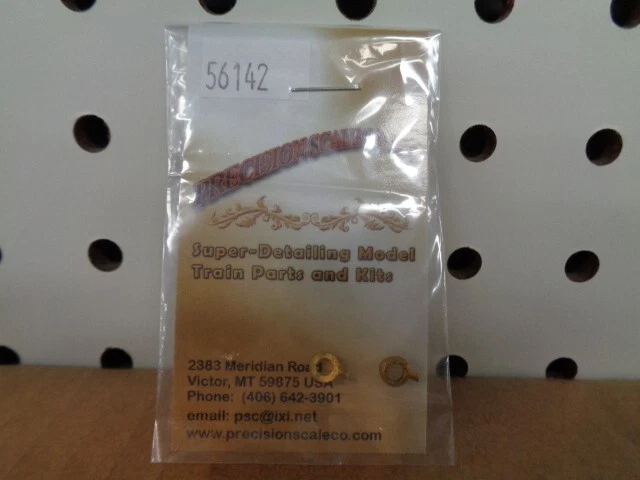 56142
PRECISION SCALE CO.
Super-Detailing Model
Train Parts and Kits
2383 Meridian Road
Victor, MT 59875 USA
Phone: (406) 642-3901
email: psc@ixi.net
www.precisionscaleco.com